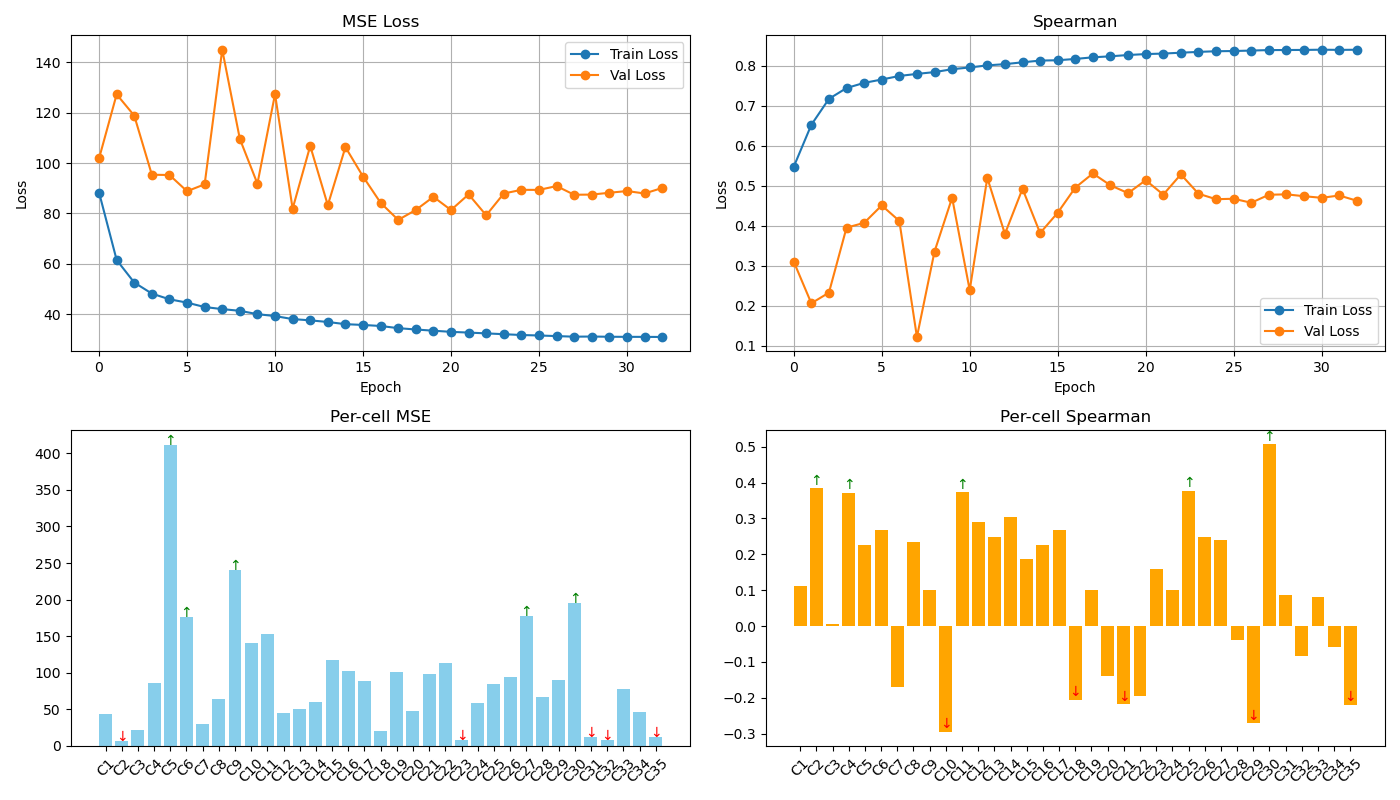 MSE Loss
Train Loss
Val Loss
140
120
100
80
60
40
Loss
0 5 10 15 20 25 30
Epoch
Spearman
0.8
0.7
0.6
0.5
0.4
0.3
0.2
0.1
Loss
Train Loss
Val Loss
0 5 10 15 20 25 30
Epoch
Per-cell MSE
400
350
300
250
200
150
100
50
0
↑ ↑ ↑ ↑ ↑
↓ ↓ ↓ ↓ ↓
C1 C2 C3 C4 C5 C6 C7 C8 C9 C10 C11 C12 C13 C14 C15 C16 C17 C18 C19 C20 C21 C22 C23 C24 C25 C26 C27 C28 C29 C30 C31 C32 C33 C34 C35
Per-cell Spearman
0.5
0.4
0.3
0.2
0.1
0.0
−0.1
−0.2
−0.3
↑ ↑ ↑ ↑ ↑
↓ ↓ ↓ ↓ ↓
C1 C2 C3 C4 C5 C6 C7 C8 C9 C10 C11 C12 C13 C14 C15 C16 C17 C18 C19 C20 C21 C22 C23 C24 C25 C26 C27 C28 C29 C30 C31 C32 C33 C34 C35